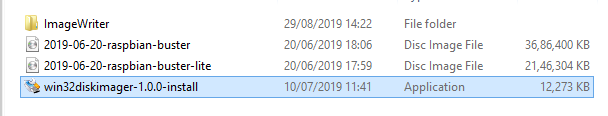 ImageWriter 29/08/2019 14:22 File folder
2019-06-20-raspbian-buster 20/06/2019 18:06 Disc Image File 36,86,400 KB
2019-06-20-raspbian-buster-lite 20/06/2019 17:59 Disc Image File 21,46,304 KB
win32diskimager-1.0.0-install 10/07/2019 11:41 Application 12,273 KB